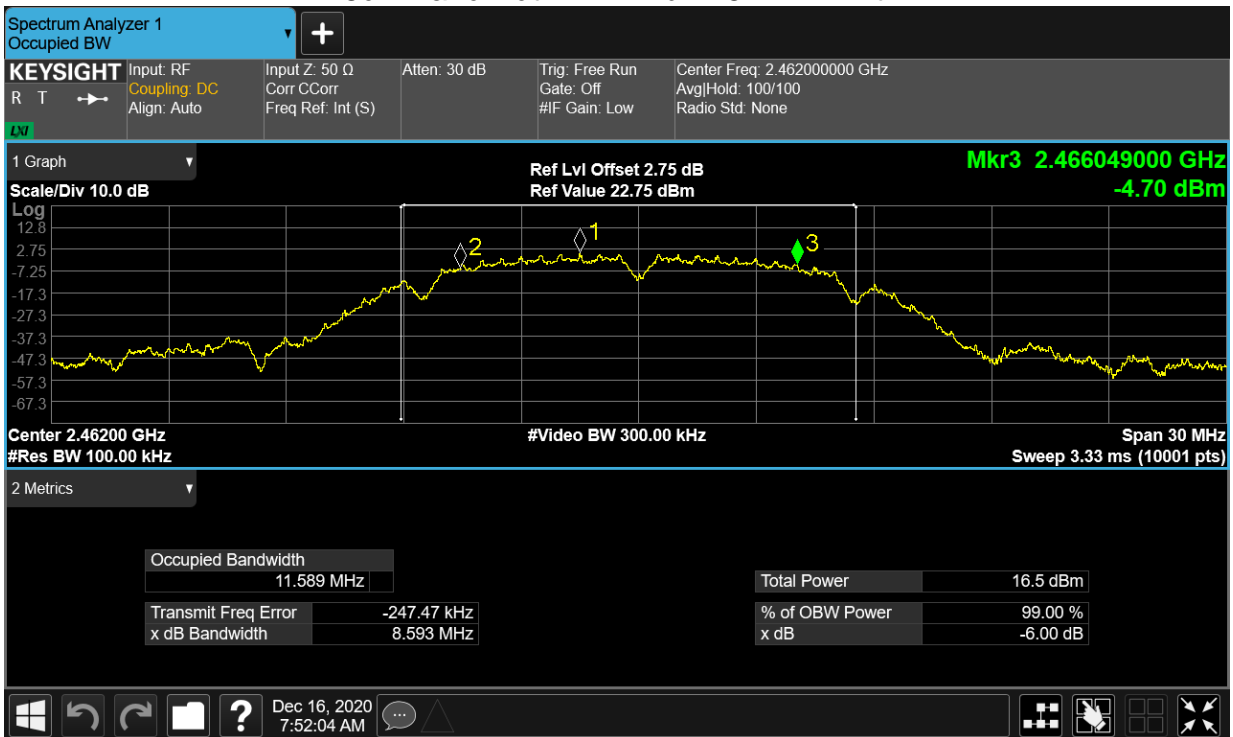 Spectrum Analyzer 1
Occupied BW
+
KEYSIGHT Input: RF Input Z: 50 Ω Atten: 30 dB Trig: Free Run Center Freq: 2.462000000 GHz
R T Coupling: DC Corr CCorr Gate: Off Avg|Hold: 100/100
Align: Auto Freq Ref: Int (S) #IF Gain: Low Radio Std: None
LXI
1 Graph Ref Lvl Offset 2.75 dB Mkr3 2.466049000 GHz
Scale/Div 10.0 dB Ref Value 22.75 dBm -4.70 dBm
Log
12.8
2.75
-7.25
-17.3
-27.3
-37.3
-47.3
-57.3
-67.3
2 1 3
Center 2.46200 GHz #Video BW 300.00 kHz Span 30 MHz
#Res BW 100.00 kHz Sweep 3.33 ms (10001 pts)
2 Metrics
Occupied Bandwidth
11.589 MHz Total Power 16.5 dBm
Transmit Freq Error -247.47 kHz % of OBW Power 99.00 %
x dB Bandwidth 8.593 MHz x dB -6.00 dB
? Dec 16, 2020
7:52:04 AM